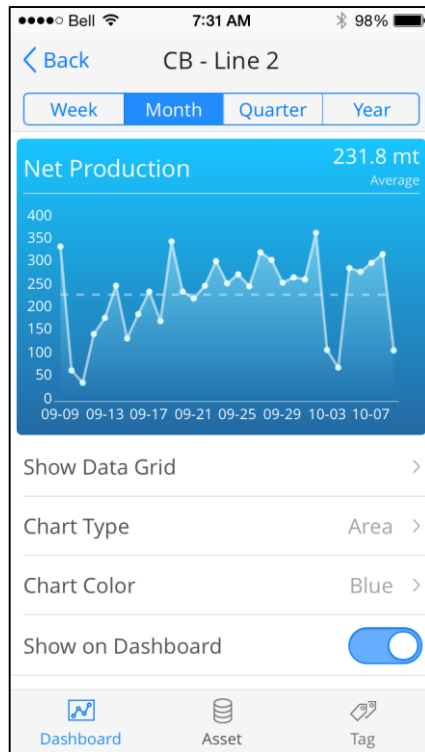 Bell 7:31 AM 98%
Back CB - Line 2
Week Month Quarter Year
Net Production 231.8 mt
Average
400
350
300
250
200
150
100
50
0
09-09 09-13 09-17 09-21 09-25 09-29 10-03 10-07
Show Data Grid
Chart Type Area
Chart Color Blue
Show on Dashboard
Dashboard Asset Tag